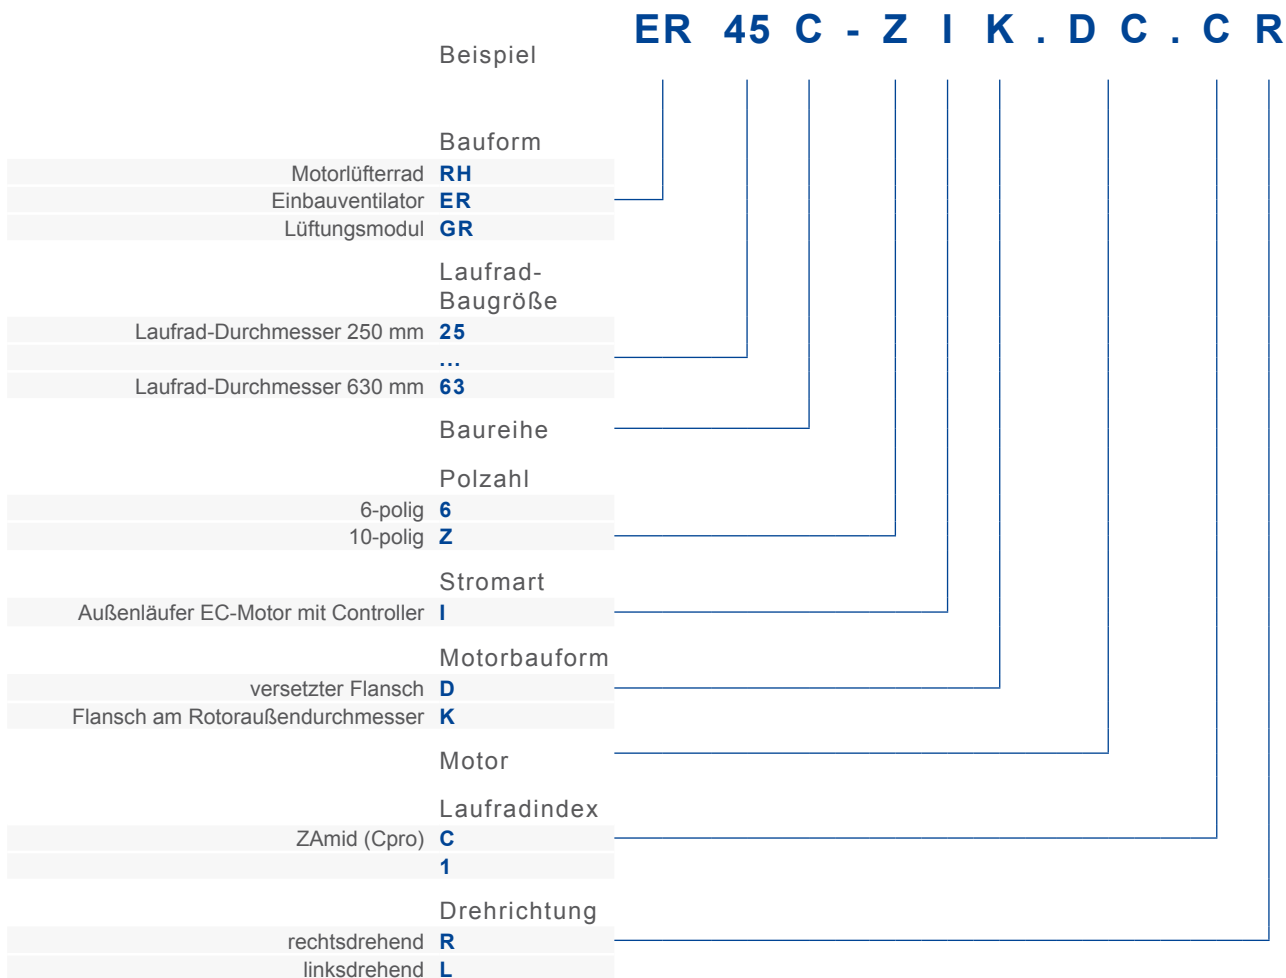 ER 45 C - Z I K . D C . C R
Beispiel
Bauform
Motorlüfterrad RH
Einbauventilator ER
Lüftungsmodul GR
Laufrad-
Baugröße
Laufrad-Durchmesser 250 mm 25
...
Laufrad-Durchmesser 630 mm 63
Baureihe
Polzahl
6-polig 6
10-polig Z
Stromart
Außenläufer EC-Motor mit Controller I
Motorbauform
versetzter Flansch D
Flansch am Rotoraußendurchmesser K
Motor
Laufradindex
ZAmid (Cpro) C
1
Drehrichtung
rechtsdrehend R
linksdrehend L